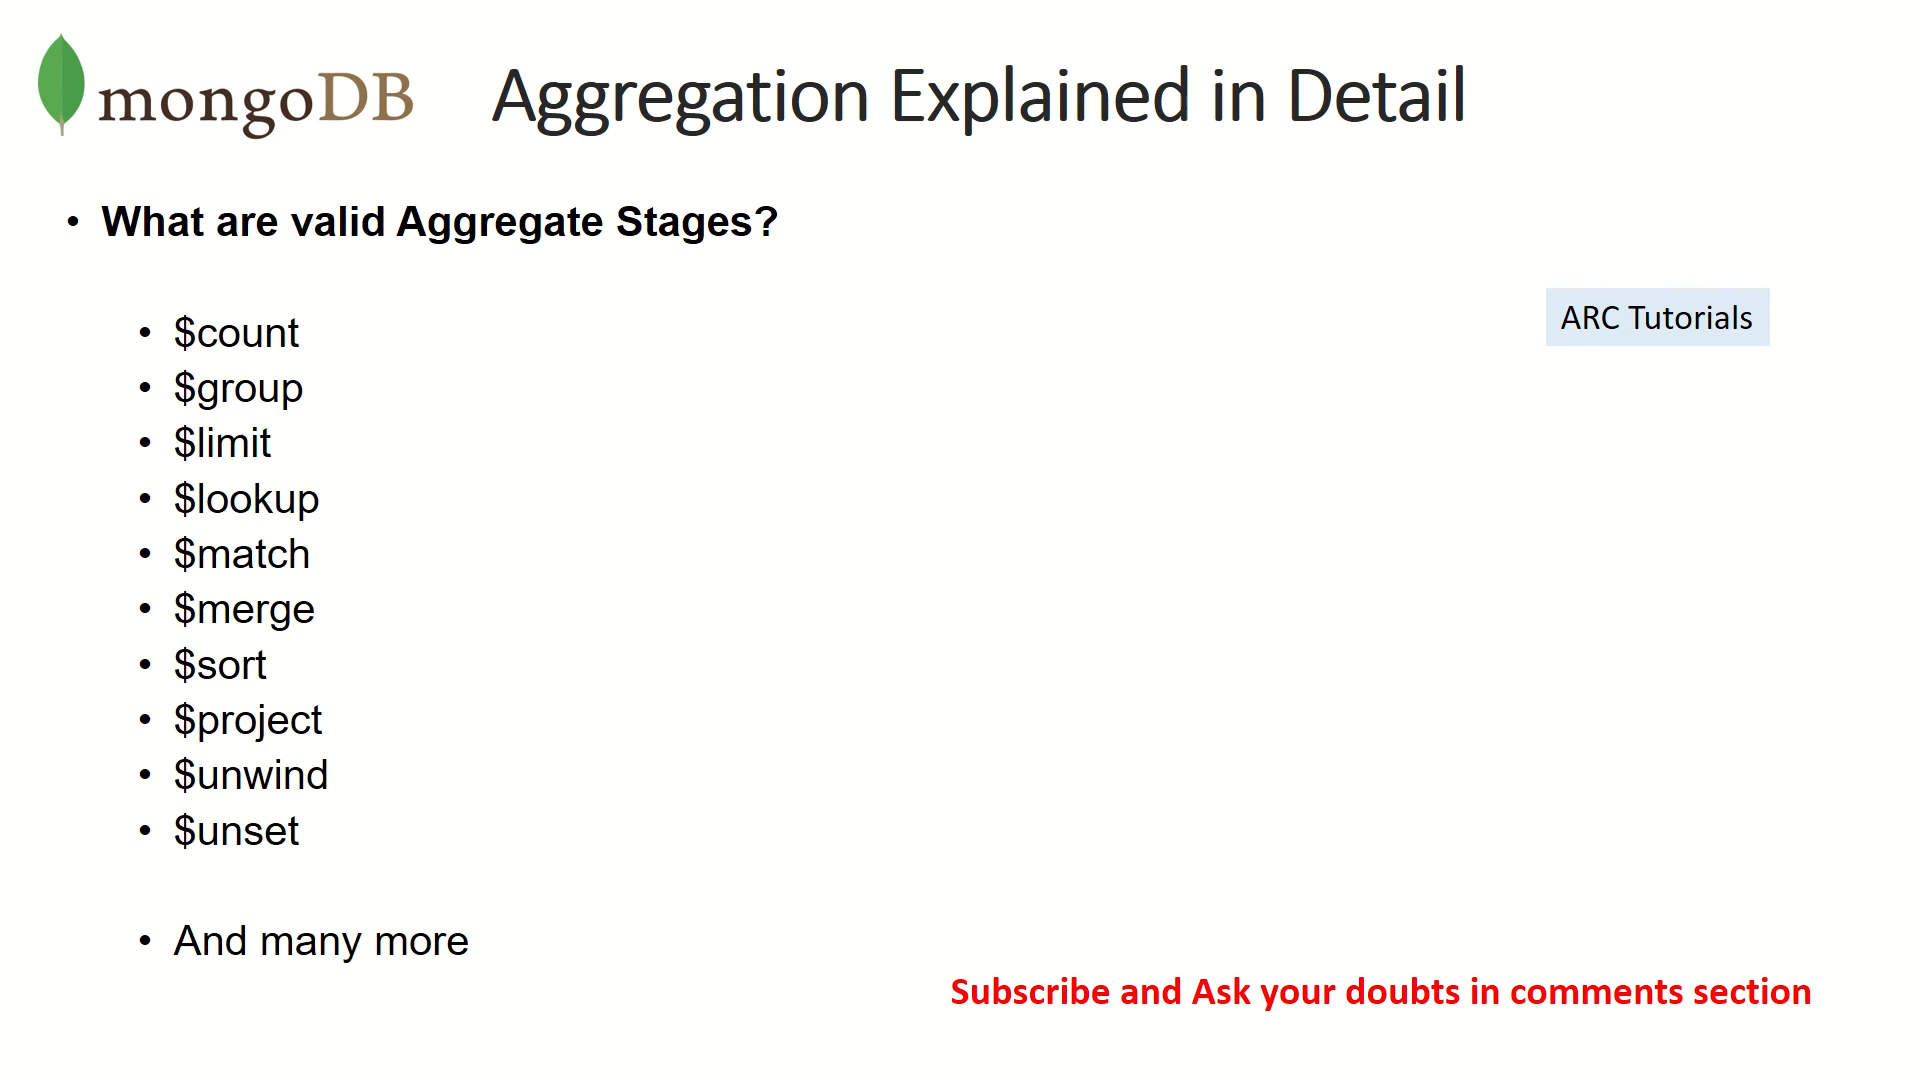 mongoDB
Aggregation Explained in Detail
• What are valid Aggregate Stages?
ARC Tutorials
• $count
• $group
• $limit
• $lookup
• $match
• $merge
• $sort
• $project
• $unwind
• $unset
• And many more
Subscribe and Ask your doubts in comments section